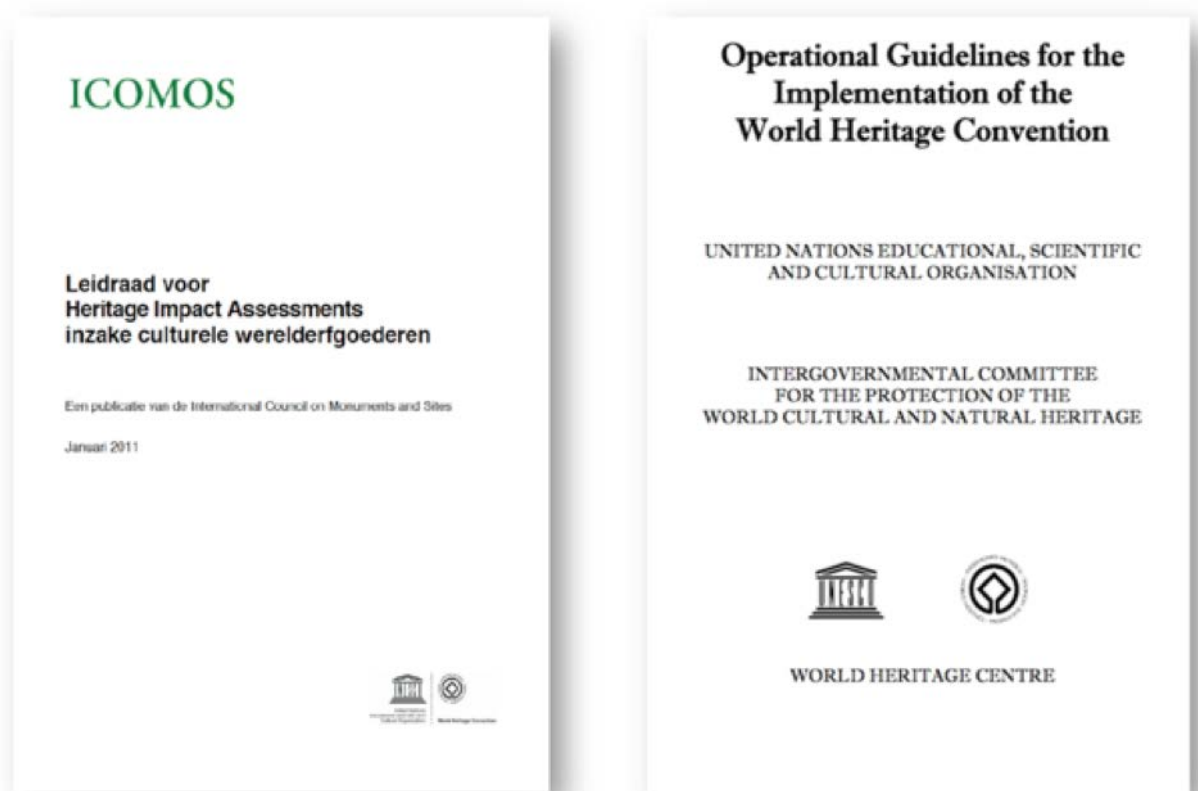 ICOMOS
Leidraad voor
Heritage Impact Assessments
inzake culturele werelderfgoederen
Een publicatie van de International Council on Monuments and Sites
Januari 2011
Operational Guidelines for the
Implementation of the
World Heritage Convention
UNITED NATIONS EDUCATIONAL, SCIENTIFIC
AND CULTURAL ORGANISATION
INTERGOVERNMENTAL COMMITTEE
FOR THE PROTECTION OF THE
WORLD CULTURAL AND NATURAL HERITAGE
UNESCO
WORLD HERITAGE CENTRE